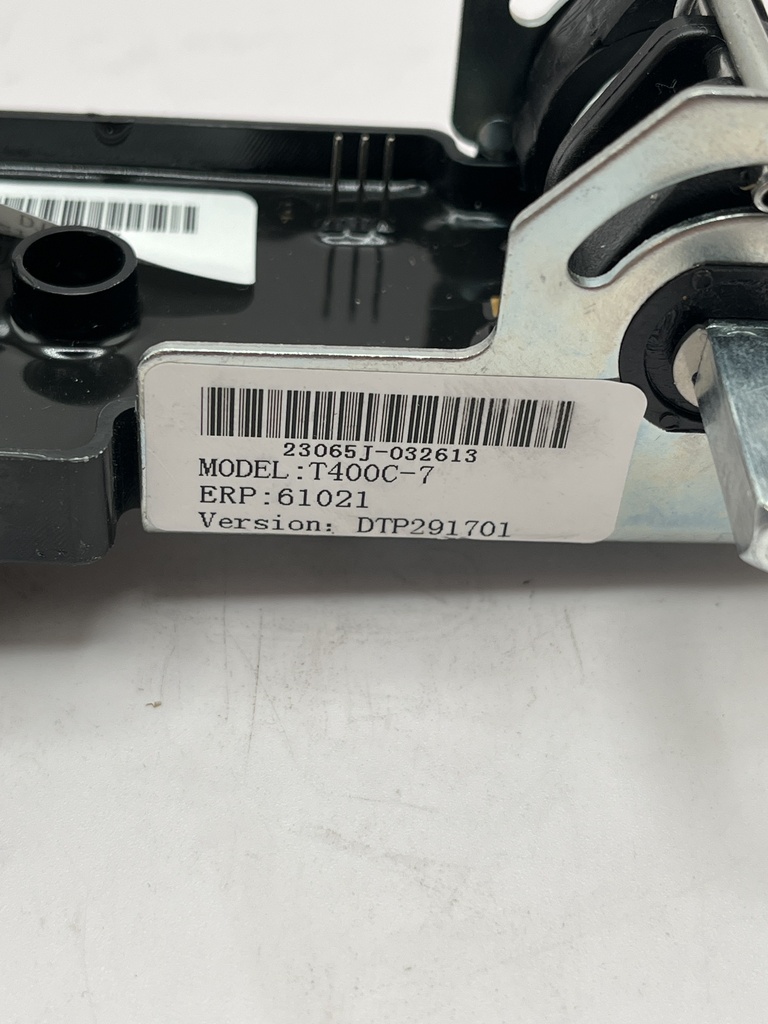 23065J-032613
MODEL:T400C-7
ERP:61021
Version: DTP291701